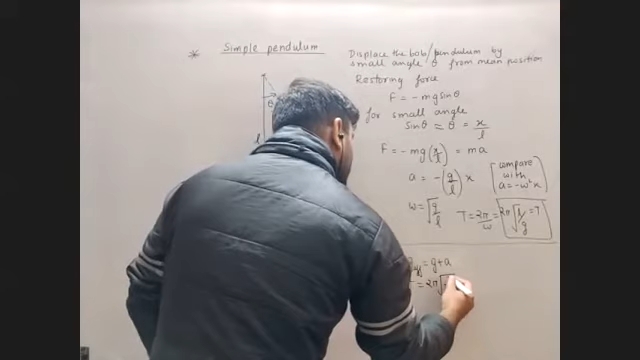 * Simple pendulum
θ
l
Displace the bob/pendulum by
small angle θ from mean position
Restoring force
F = - mg sinθ
for small angle
sinθ = θ = x/l
F = - mg(x/l) = ma
a = - (g/l) x
compare
with
a = -ω²x
ω = √(g/l)
T = 2π/ω = 2π√(l/g) = T
= g + a
= 2π√